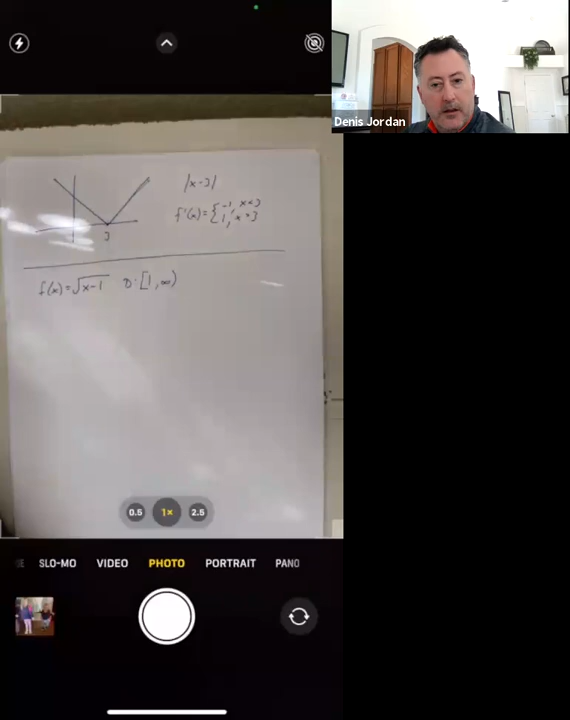 Denis Jordan
|x-3|
f'(x)={-1, x<3
1, x>3
3
f(x)=√x-1 D:[1,∞)
0.5 1× 2.5
SLO-MO VIDEO PHOTO PORTRAIT PANO